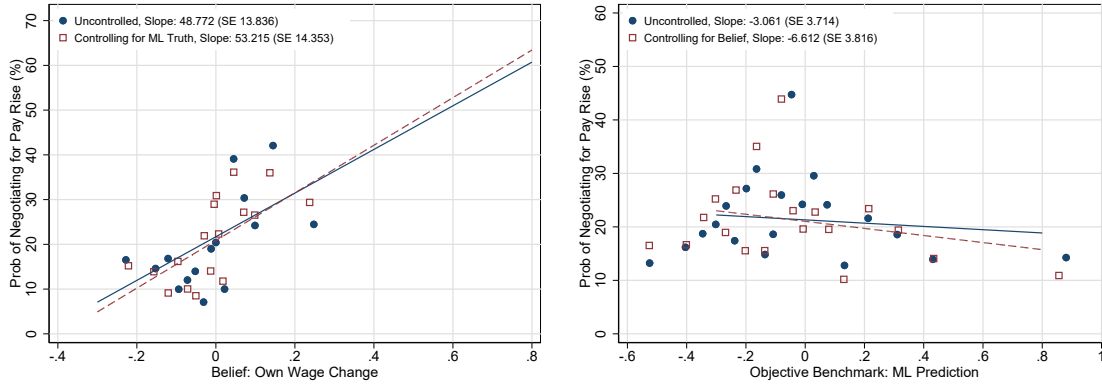 Uncontrolled, Slope: 48.772 (SE 13.836)
Controlling for ML Truth, Slope: 53.215 (SE 14.353)
Prob of Negotiating for Pay Rise (%)
70
60
50
40
30
20
10
0
-.4 -.2 0 .2 .4 .6 .8
Belief: Own Wage Change
Uncontrolled, Slope: -3.061 (SE 3.714)
Controlling for Belief, Slope: -6.612 (SE 3.816)
Prob of Negotiating for Pay Rise (%)
60
50
40
30
20
10
0
-.6 -.4 -.2 0 .2 .4 .6 .8 1
Objective Benchmark: ML Prediction